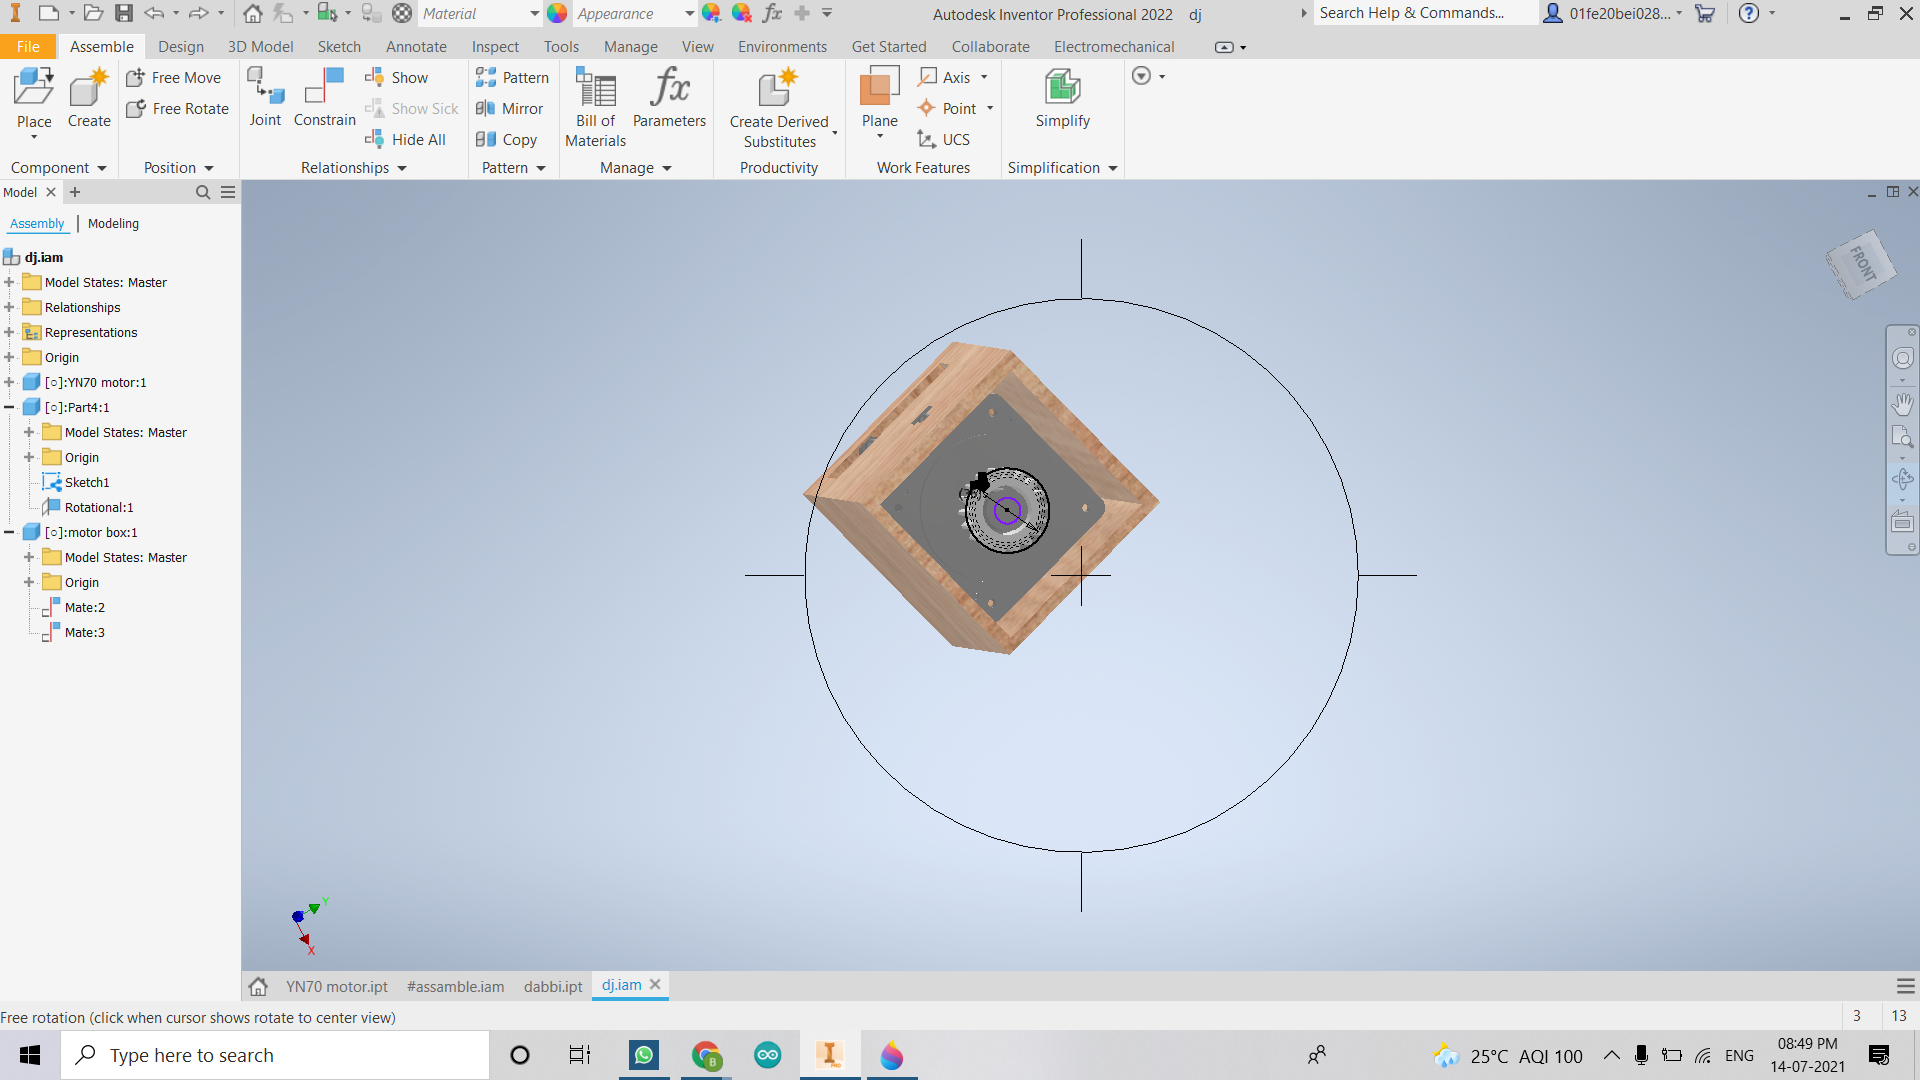 Material
Appearance
Autodesk Inventor Professional 2022 dj
Search Help & Commands...
01fe20bei028...
File Assemble Design 3D Model Sketch Annotate Inspect Tools Manage View Environments Get Started Collaborate Electromechanical
Place
Create
Free Move
Free Rotate
Joint
Constrain
Show
Show Sick
Hide All
Pattern
Mirror
Copy
Bill of
Materials
fx
Parameters
Create Derived
Substitutes
Plane
Axis
Point
UCS
Simplify
Component Position Relationships Pattern Manage Productivity Work Features Simplification
Model
Assembly | Modeling
dj.iam
Model States: Master
Relationships
Representations
Origin
[○]:YN70 motor:1
[○]:Part4:1
Model States: Master
Origin
Sketch1
Rotational:1
[○]:motor box:1
Model States: Master
Origin
Mate:2
Mate:3
FRONT
Y
X
YN70 motor.ipt #assamble.iam dabbi.ipt dj.iam
Free rotation (click when cursor shows rotate to center view)
3 13
Type here to search
PRO
B
25°C AQI 100
ENG
08:49 PM
14-07-2021